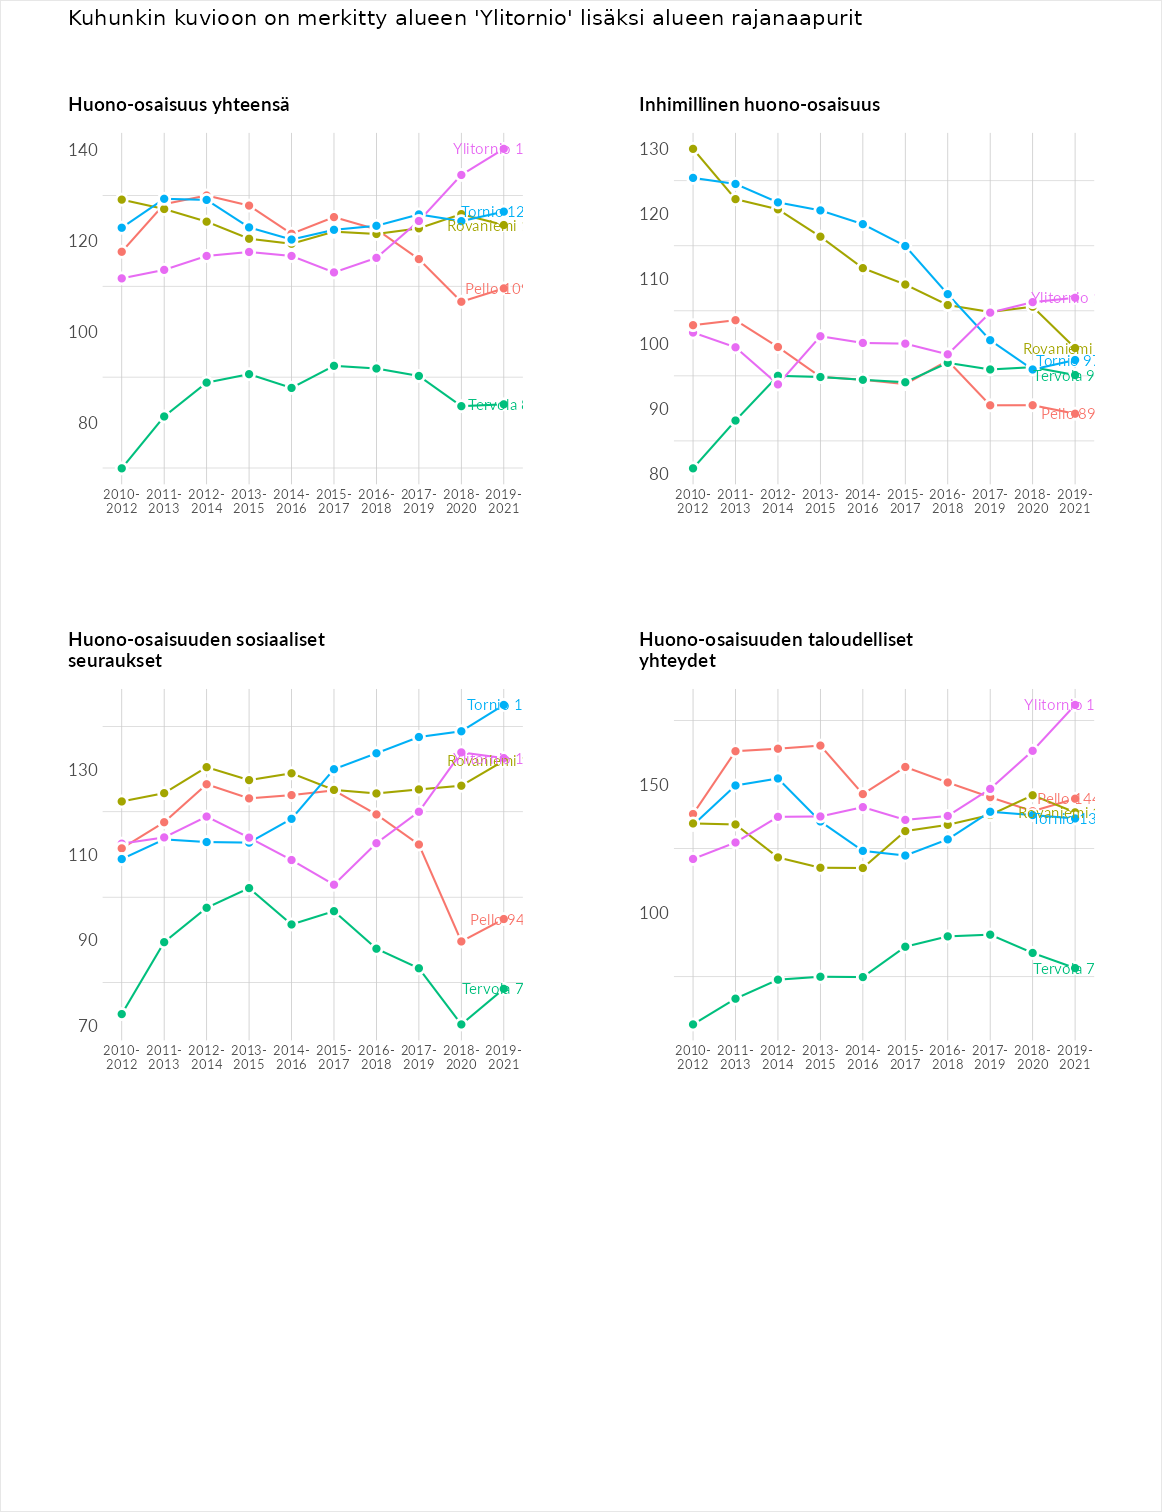 Kuhunkin kuvioon on merkitty alueen 'Ylitornio' lisäksi alueen rajanaapurit
Huono-osaisuus yhteensä
140
120
100
80
Ylitornio 1
Tornio 12
Rovaniemi
Pello 109
Tervola 8
2010-2012 2011-2013 2012-2014 2013-2015 2014-2016 2015-2017 2016-2018 2017-2019 2018-2020 2019-2021
Inhimillinen huono-osaisuus
130
120
110
100
90
80
Ylitornio
Rovaniemi
Tornio 97
Tervola 9
Pello 89
2010-2012 2011-2013 2012-2014 2013-2015 2014-2016 2015-2017 2016-2018 2017-2019 2018-2020 2019-2021
Huono-osaisuuden sosiaaliset
seuraukset
130
110
90
70
Tornio 1
Ylitornio 1
Rovaniemi
Pello 94
Tervola 7
2010-2012 2011-2013 2012-2014 2013-2015 2014-2016 2015-2017 2016-2018 2017-2019 2018-2020 2019-2021
Huono-osaisuuden taloudelliset
yhteydet
150
100
Ylitornio 1
Pello 144
Rovaniemi
Tornio 13
Tervola 7
2010-2012 2011-2013 2012-2014 2013-2015 2014-2016 2015-2017 2016-2018 2017-2019 2018-2020 2019-2021